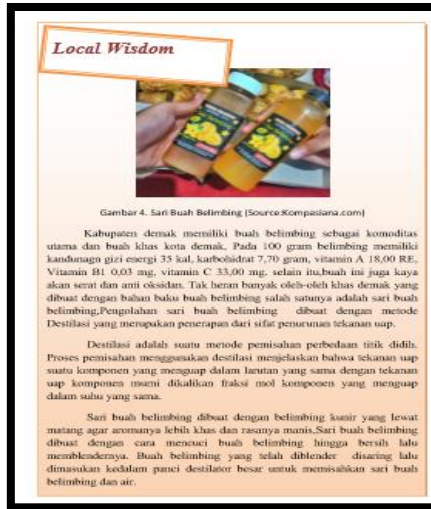 Local Wisdom
Gambar 4. Sari Buah Belimbing (Source:Kompasiana.com)
Kabupaten demak memiliki buah belimbing sebagai komoditas
utama dan buah khas kota demak, Pada 100 gram belimbing memiliki
kandunagn gizi energi 35 kal, karbohidrat 7,70 gram, vitamin A 18,00 RE,
Vitamin B1 0,03 mg, vitamin C 33,00 mg. selain itu,buah ini juga kaya
akan serat dan anti oksidan. Tak heran banyak oleh-oleh khas demak yang
dibuat dengan bahan baku buah belimbing salah satunya adalah sari buah
belimbing,Pengolahan sari buah belimbing dibuat dengan metode
Destilasi yang merupakan penerapan dari sifat penurunan tekanan uap.
Destilasi adalah suatu metode pemisahan perbedaan titik didih.
Proses pemisahan menggunakan destilasi menjelaskan bahwa tekanan uap
suatu komponen yang menguap dalam larutan yang sama dengan tekanan
uap komponen murni dikalikan fraksi mol komponen yang menguap
dalam suhu yang sama.
Sari buah belimbing dibuat dengan belimbing kunir yang lewat
matang agar aromanya lebih khas dan rasanya manis,Sari buah belimbing
dibuat dengan cara mencuci buah belimbing hingga bersih lalu
memblendernya. Buah belimbing yang telah diblender disaring lalu
dimasukan kedalam panci destilator besar untuk memisahkan sari buah
belimbing dan air.